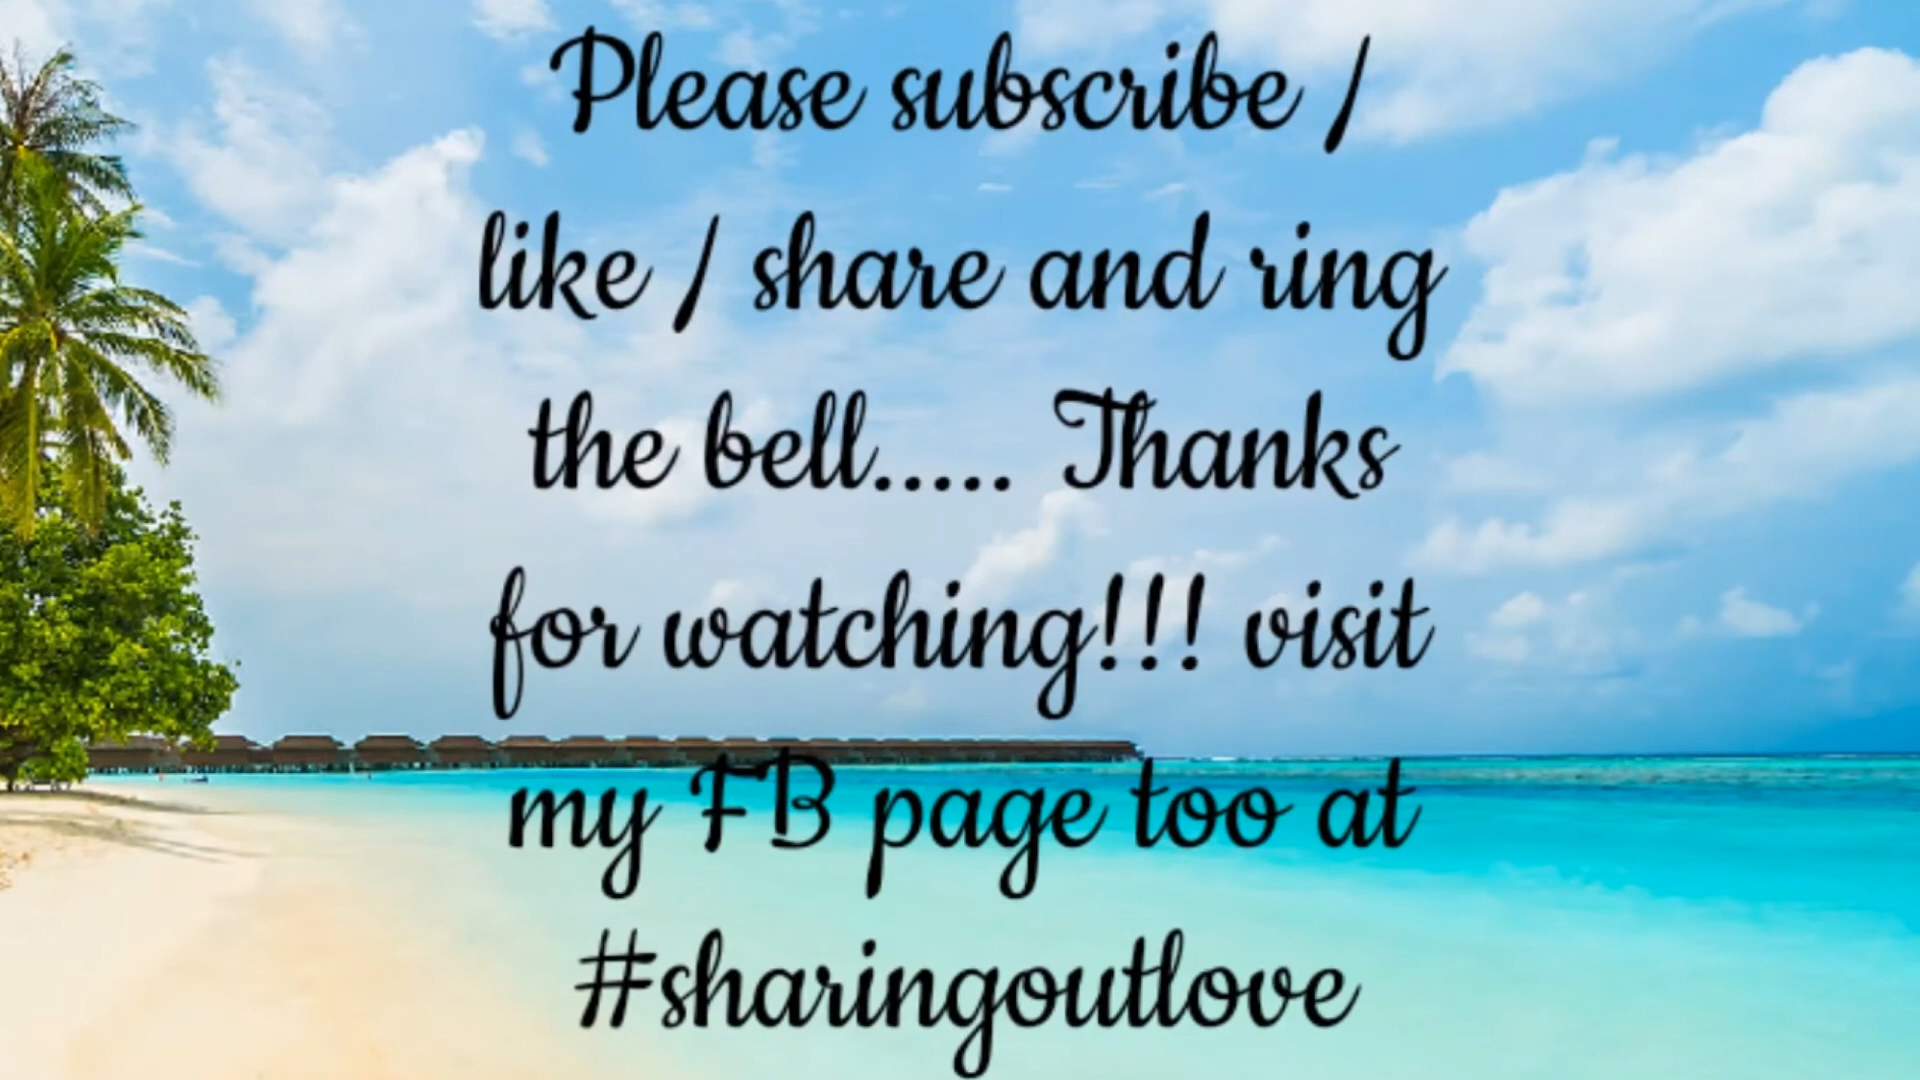 Please subscribe /
like / share and ring
the bell..... Thanks
for watching!!! visit
my FB page too at
#sharingoutlove